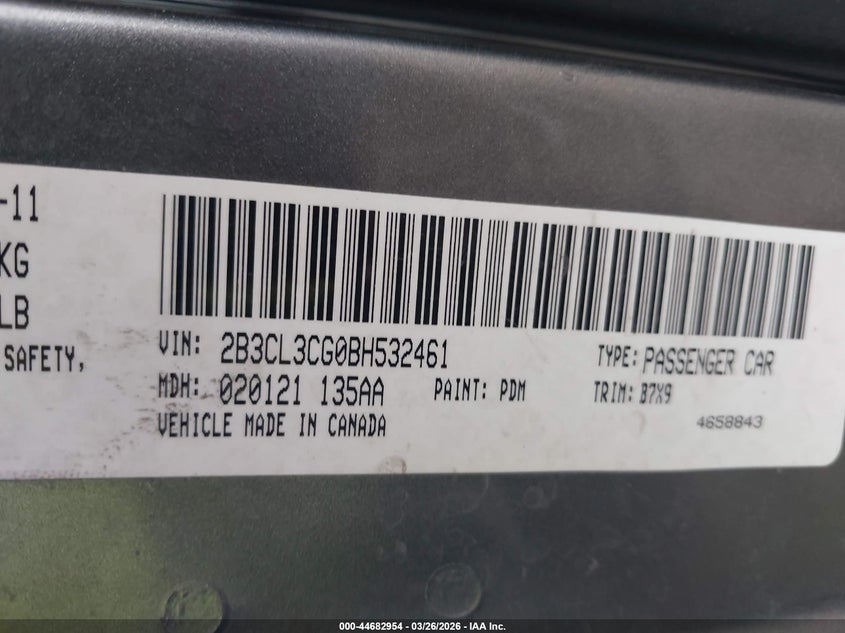 -11
KG
LB
SAFETY,
VIN: 2B3CL3CG0BH532461
TYPE: PASSENGER CAR
MDH: 020121 135AA
PAINT: PDM
TRIM: B7X9
VEHICLE MADE IN CANADA
4658843
000-44682954 - 03/26/2026 - IAA Inc.